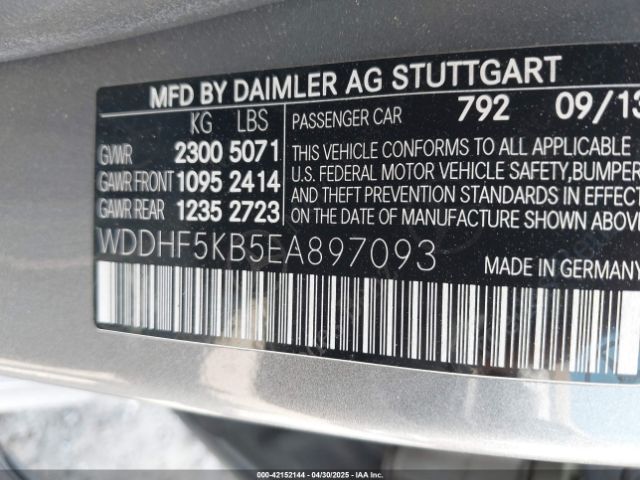 MFD BY DAIMLER AG STUTTGART
KG LBS
GVWR 2300 5071
GAWR FRONT 1095 2414
GAWR REAR 1235 2723
PASSENGER CAR 792 09/13
THIS VEHICLE CONFORMS TO ALL APPLICABLE
U.S. FEDERAL MOTOR VEHICLE SAFETY,BUMPER
AND THEFT PREVENTION STANDARDS IN EFFECT
ON THE DATE OF MANUFACTURE SHOWN ABOVE
WDDHF5KB5EA897093
MADE IN GERMANY
000-42152144 - 04/30/2025 - IAA Inc.